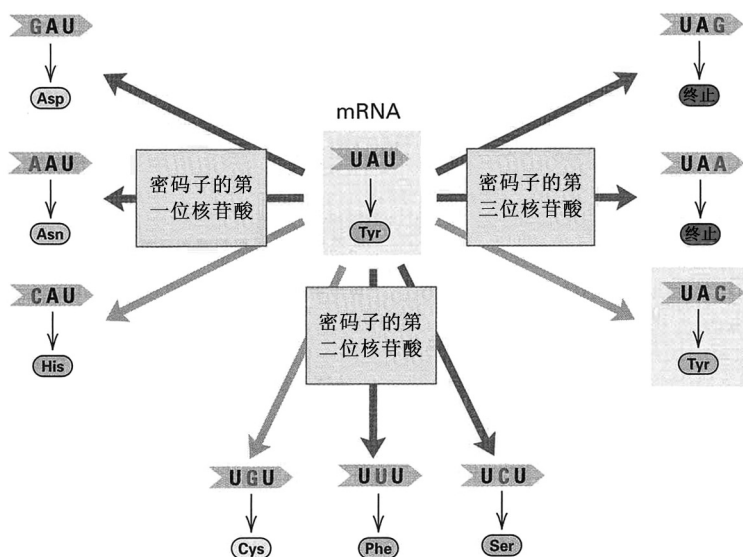 GAU
Asp
AAU
Asn
CAU
His
mRNA
UAU
Tyr
密码子的第
一位核苷酸
密码子的第
三位核苷酸
密码子的第
二位核苷酸
UAG
终止
UAA
终止
UAC
Tyr
UGU
Cys
UUU
Phe
UCU
Ser